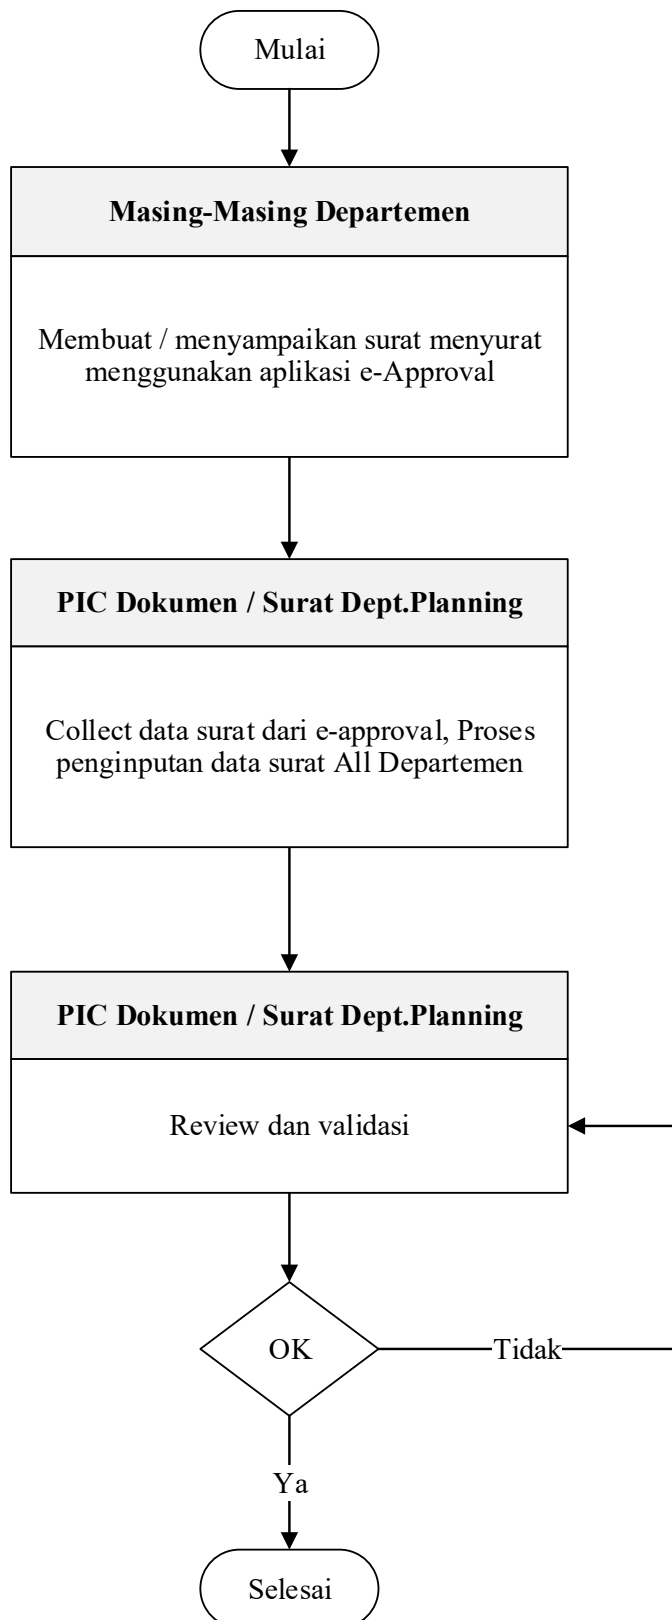 Mulai
Masing-Masing Departemen
Membuat / menyampaikan surat menyurat
menggunakan aplikasi e-Approval
PIC Dokumen / Surat Dept.Planning
Collect data surat dari e-approval, Proses
penginputan data surat All Departemen
PIC Dokumen / Surat Dept.Planning
Review dan validasi
OK
Tidak
Ya
Selesai